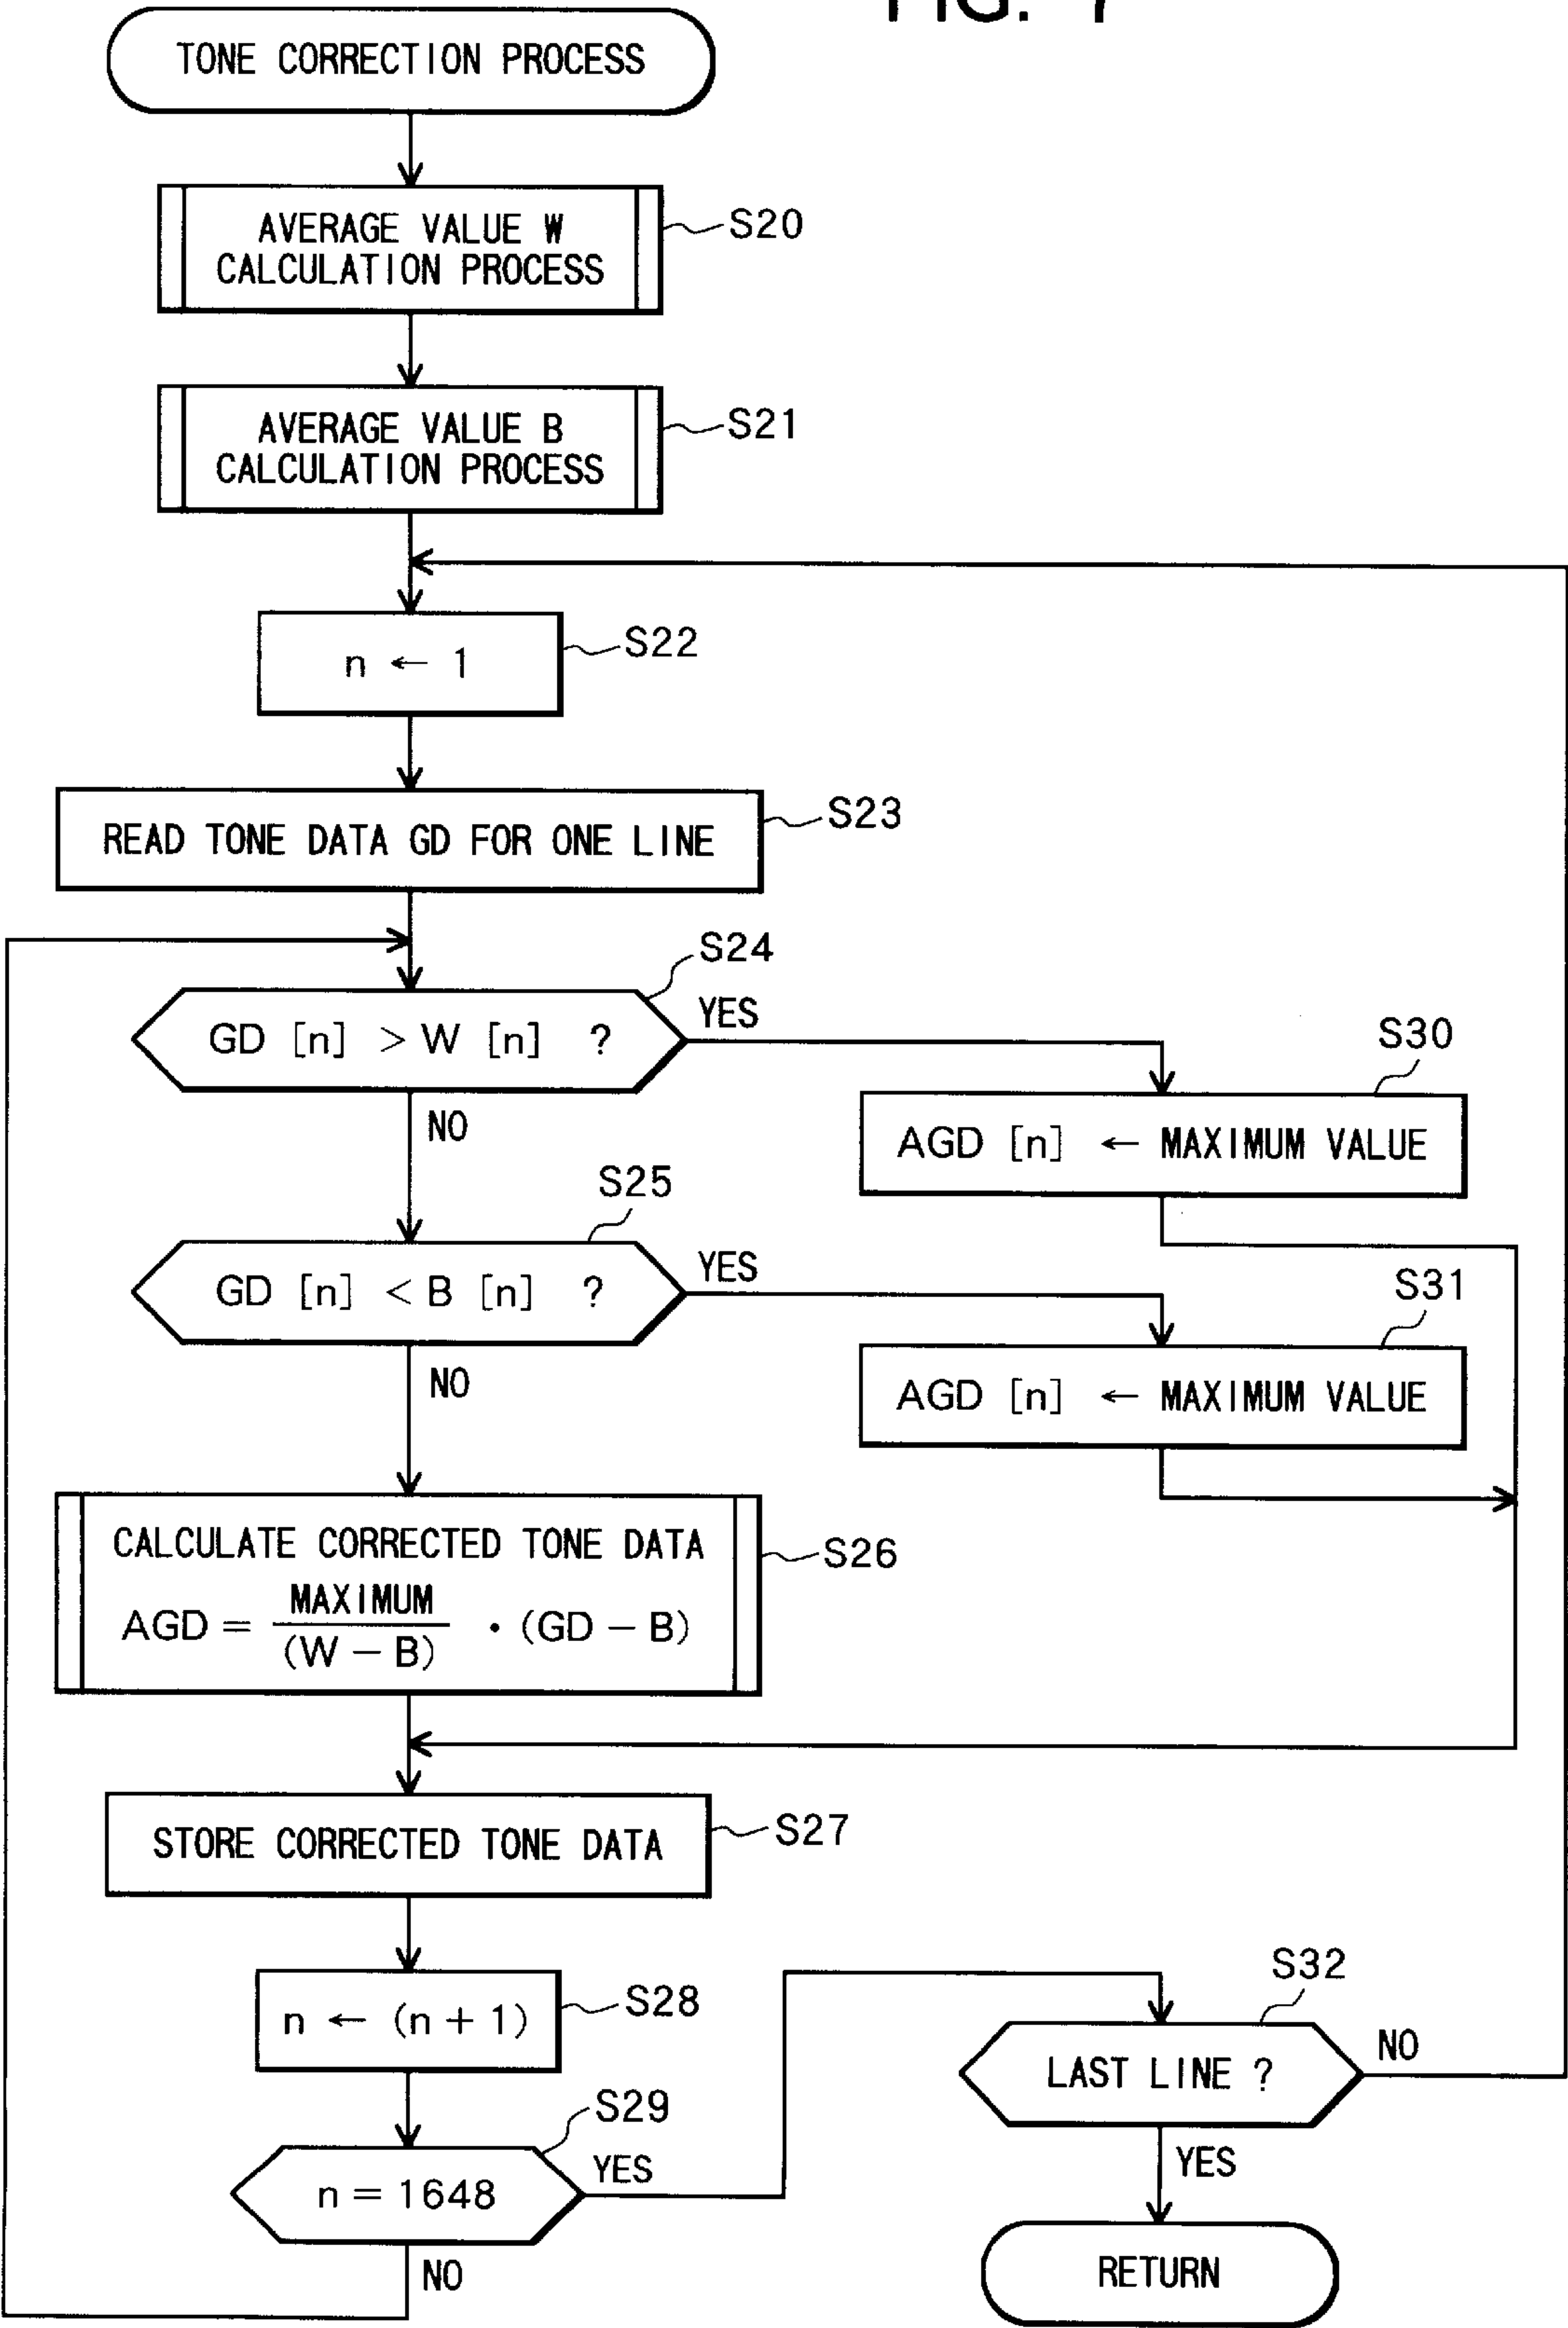 FIG. 7
TONE CORRECTION PROCESS
AVERAGE VALUE W
CALCULATION PROCESS
S20
AVERAGE VALUE B
CALCULATION PROCESS
S21
n ← 1
S22
READ TONE DATA GD FOR ONE LINE
S23
S24
GD [n] > W [n] ?
YES
NO
S30
AGD [n] ← MAXIMUM VALUE
S25
GD [n] < B [n] ?
YES
NO
S31
AGD [n] ← MAXIMUM VALUE
CALCULATE CORRECTED TONE DATA
AGD = MAXIMUM / (W − B) · (GD − B)
S26
STORE CORRECTED TONE DATA
S27
n ← (n + 1)
S28
S29
n = 1648
YES
NO
S32
LAST LINE ?
NO
YES
RETURN